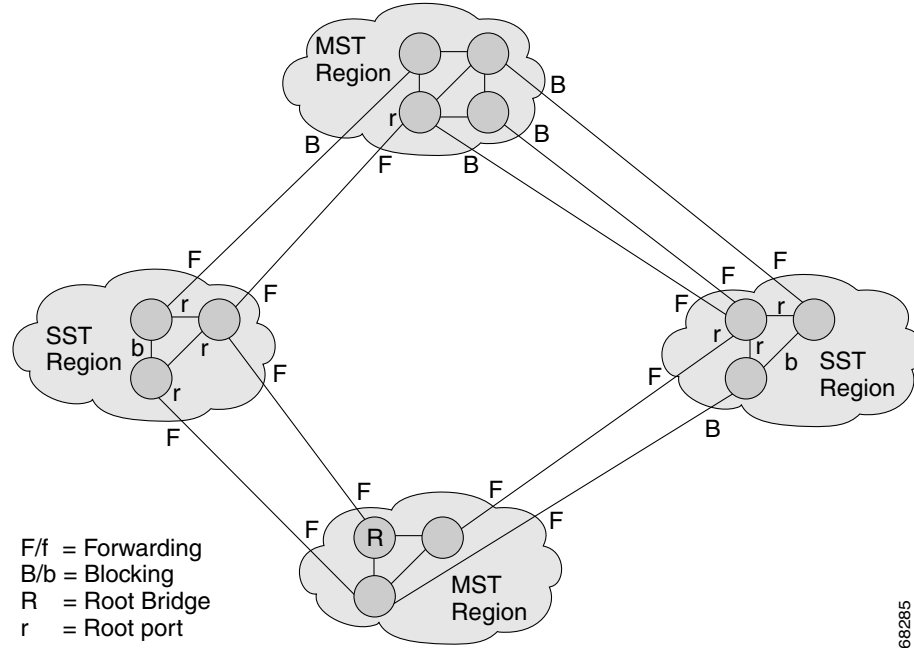 MST
Region
B
B
r
B
F
B
F
F
F
F
F
r
r
SST
Region
b
r
r
F
F
r
r
r
b
SST
Region
F
F
B
F
F
F
F
R
MST
Region
F/f = Forwarding
B/b = Blocking
R = Root Bridge
r = Root port
68285